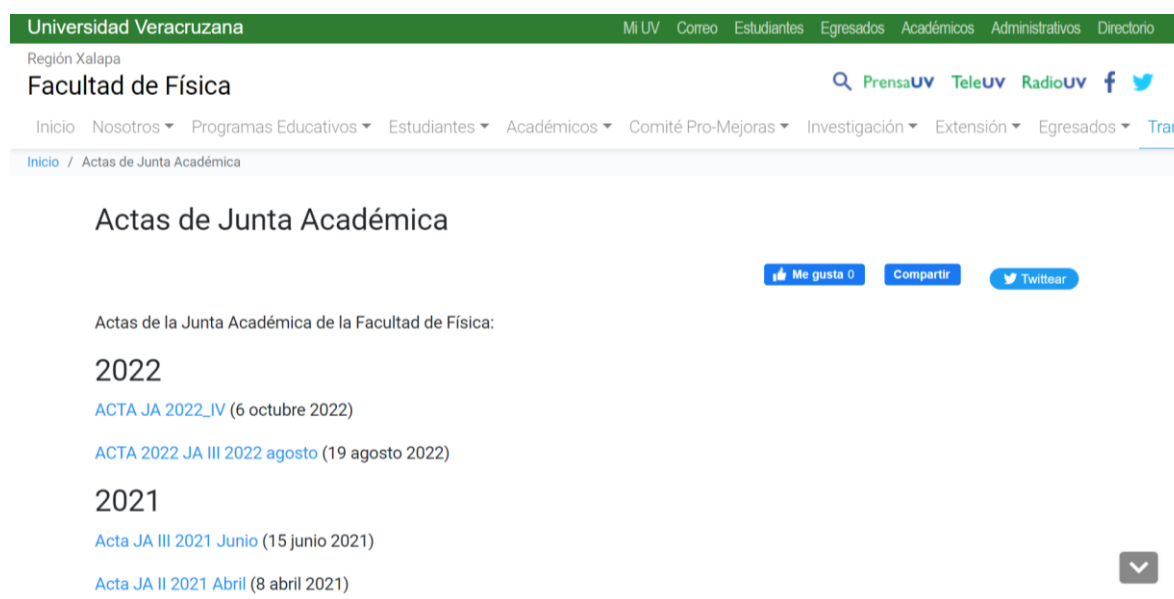 Universidad Veracruzana Mi UV Correo Estudiantes Egresados Académicos Administrativos Directorio
Región Xalapa
Facultad de Física PrensaUV TeleUV RadioUV
Inicio Nosotros Programas Educativos Estudiantes Académicos Comité Pro-Mejoras Investigación Extensión Egresados Tran
Inicio / Actas de Junta Académica
Actas de Junta Académica
Me gusta 0 Compartir Twittear
Actas de la Junta Académica de la Facultad de Física:
2022
ACTA JA 2022_IV (6 octubre 2022)
ACTA 2022 JA III 2022 agosto (19 agosto 2022)
2021
Acta JA III 2021 Junio (15 junio 2021)
Acta JA II 2021 Abril (8 abril 2021)